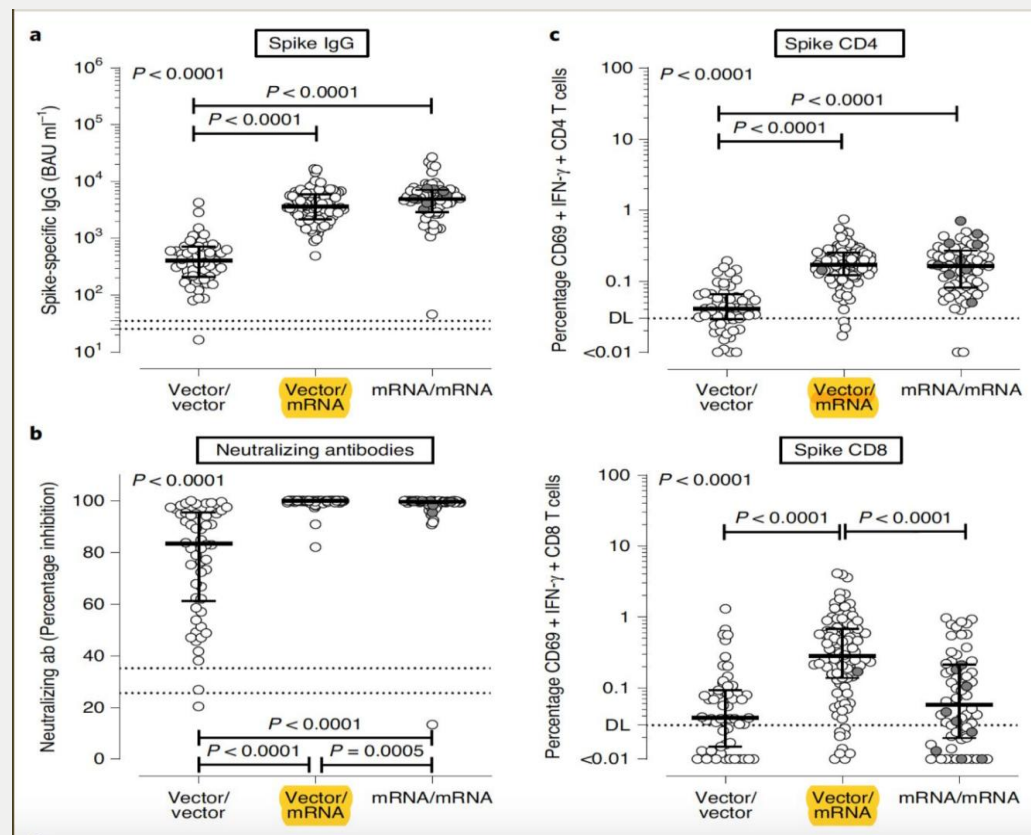 a
Spike IgG
P < 0.0001
P < 0.0001
P < 0.0001
Spike-specific IgG (BAU ml⁻¹)
10⁶
10⁵
10⁴
10³
10²
10¹
Vector/
vector
Vector/
mRNA
mRNA/mRNA
c
Spike CD4
P < 0.0001
P < 0.0001
P < 0.0001
Percentage CD69 + IFN-γ + CD4 T cells
100
10
1
0.1
DL
<0.01
Vector/
vector
Vector/
mRNA
mRNA/mRNA
b
Neutralizing antibodies
P < 0.0001
Neutralizing ab (Percentage inhibition)
100
80
60
40
20
0
P < 0.0001
P < 0.0001
P = 0.0005
Vector/
vector
Vector/
mRNA
mRNA/mRNA
Spike CD8
P < 0.0001
P < 0.0001
P < 0.0001
Percentage CD69 + IFN-γ + CD8 T cells
100
10
1
0.1
DL
<0.01
Vector/
vector
Vector/
mRNA
mRNA/mRNA